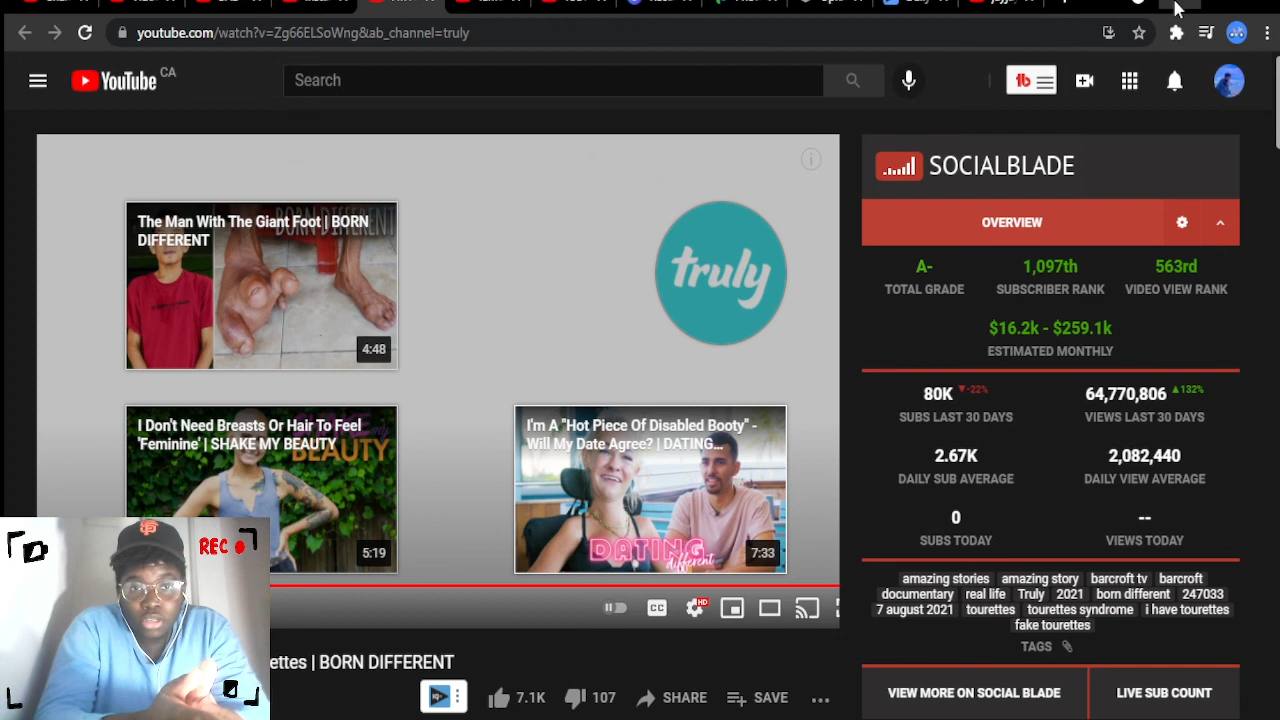 youtube.com/watch?v=Zg66ELSoWng&ab_channel=truly
YouTube CA
Search
tb
The Man With The Giant Foot | BORN
DIFFERENT
BORN DIFFERENT
4:48
truly
I Don't Need Breasts Or Hair To Feel
'Feminine' | SHAKE MY BEAUTY
BEAUTY
5:19
I'm A "Hot Piece Of Disabled Booty" -
Will My Date Agree? | DATING...
DATING
different
7:33
REC
CC
HD
ettes | BORN DIFFERENT
7.1K
107
SHARE
SAVE
SOCIALBLADE
OVERVIEW
A-
TOTAL GRADE
1,097th
SUBSCRIBER RANK
563rd
VIDEO VIEW RANK
$16.2k - $259.1k
ESTIMATED MONTHLY
80K -22%
SUBS LAST 30 DAYS
64,770,806 132%
VIEWS LAST 30 DAYS
2.67K
DAILY SUB AVERAGE
2,082,440
DAILY VIEW AVERAGE
0
SUBS TODAY
--
VIEWS TODAY
amazing stories amazing story barcroft tv barcroft
documentary real life Truly 2021 born different 247033
7 august 2021 tourettes tourettes syndrome i have tourettes
fake tourettes
TAGS
VIEW MORE ON SOCIAL BLADE
LIVE SUB COUNT